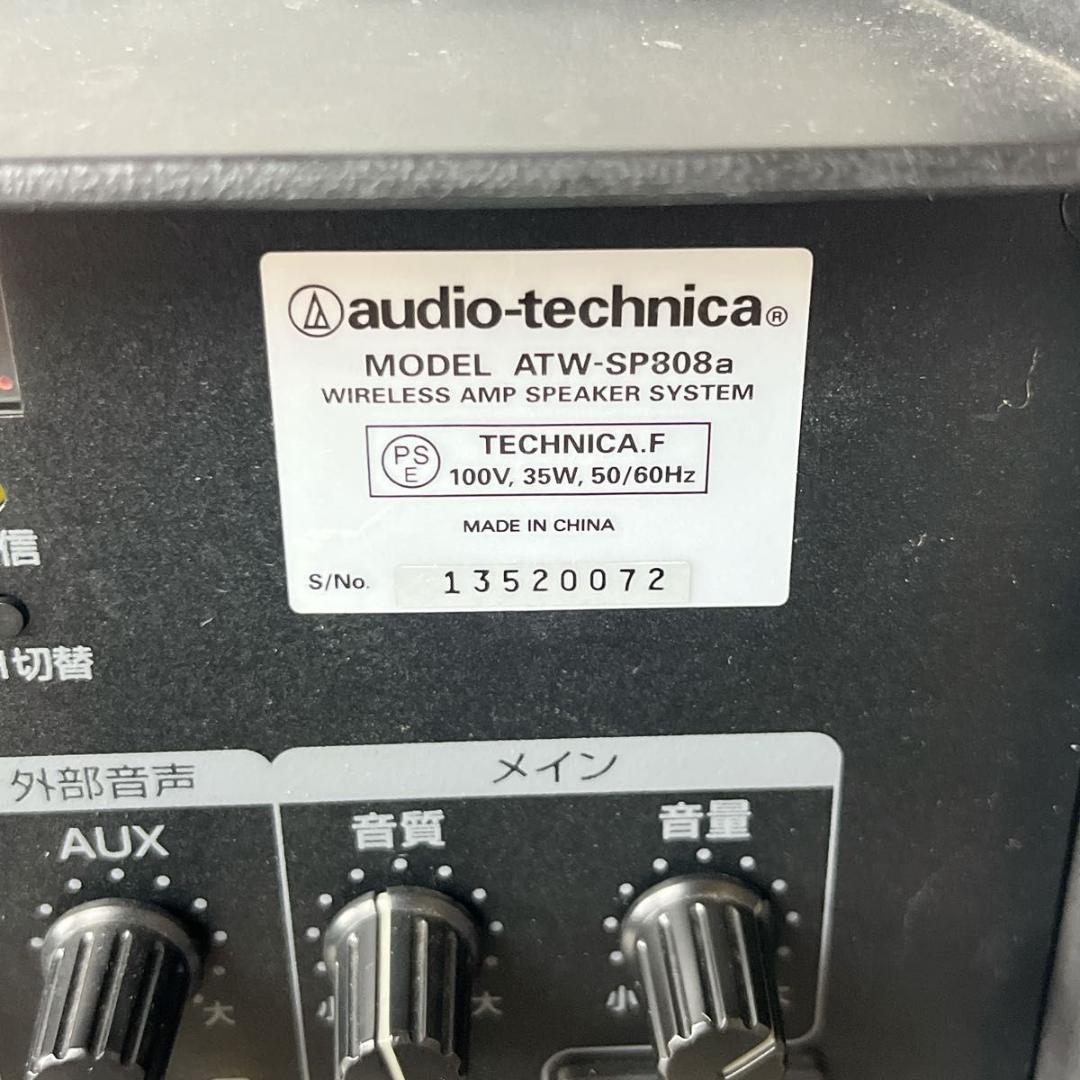 audio-technica®
MODEL ATW-SP808a
WIRELESS AMP SPEAKER SYSTEM
PS
E
TECHNICA.F
100V, 35W, 50/60Hz
MADE IN CHINA
S/No. 13520072
信
切替
外部音声
メイン
AUX
音質
音量
大
小
大
小